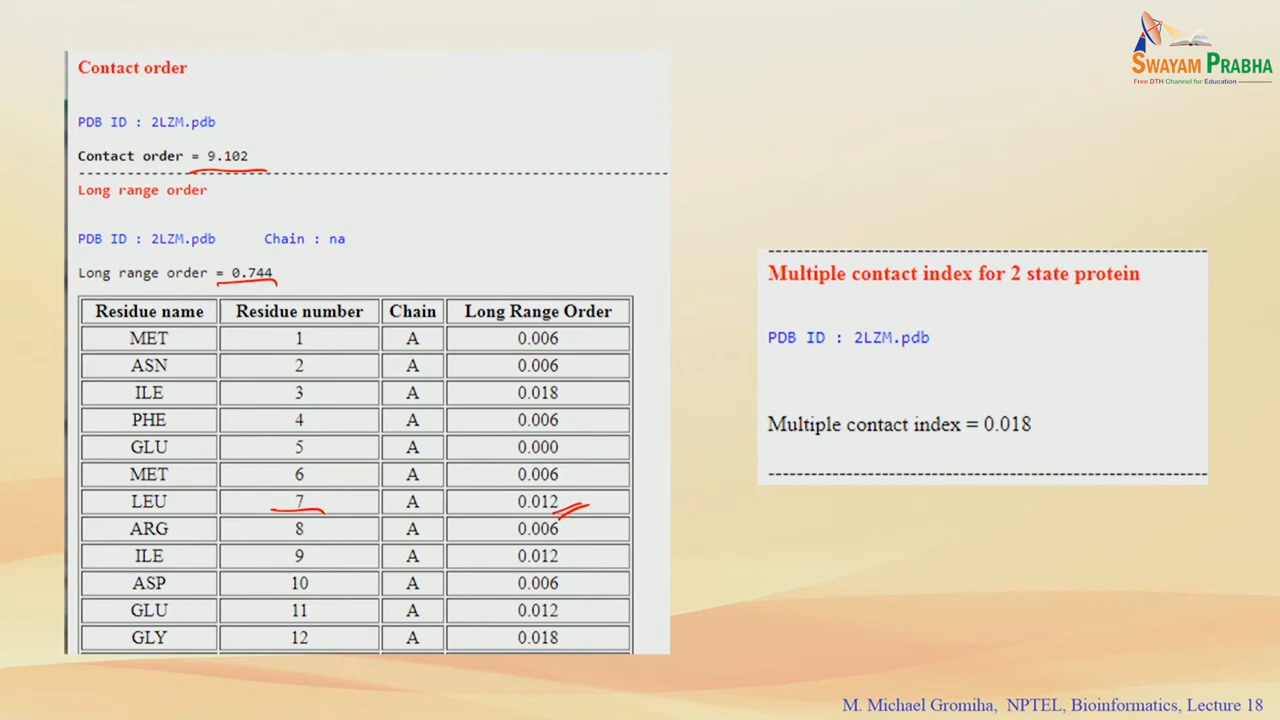 SWAYAM PRABHA
Free DTH Channel for Education
Contact order
PDB ID : 2LZM.pdb
Contact order = 9.102
Long range order
PDB ID : 2LZM.pdb Chain : na
Long range order = 0.744
Residue name Residue number Chain Long Range Order
MET 1 A 0.006
ASN 2 A 0.006
ILE 3 A 0.018
PHE 4 A 0.006
GLU 5 A 0.000
MET 6 A 0.006
LEU 7 A 0.012
ARG 8 A 0.006
ILE 9 A 0.012
ASP 10 A 0.006
GLU 11 A 0.012
GLY 12 A 0.018
Multiple contact index for 2 state protein
PDB ID : 2LZM.pdb
Multiple contact index = 0.018
M. Michael Gromiha, NPTEL, Bioinformatics, Lecture 18